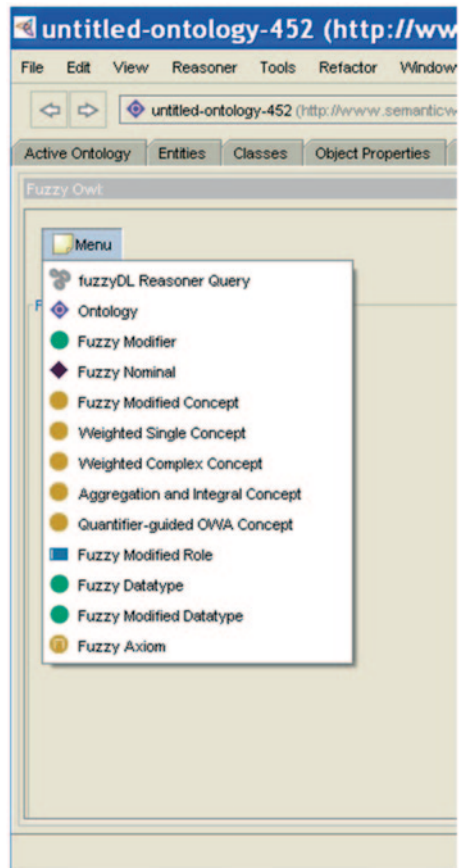 untitled-ontology-452 (http://ww
File Edit View Reasoner Tools Refactor Window
untitled-ontology-452 (http://www.semanticw
Active Ontology Entities Classes Object Properties
Fuzzy Owl:
Menu
fuzzyDL Reasoner Query
F
Ontology
Fuzzy Modifier
Fuzzy Nominal
Fuzzy Modified Concept
Weighted Single Concept
Weighted Complex Concept
Aggregation and Integral Concept
Quantifier-guided OWA Concept
Fuzzy Modified Role
Fuzzy Datatype
Fuzzy Modified Datatype
Fuzzy Axiom